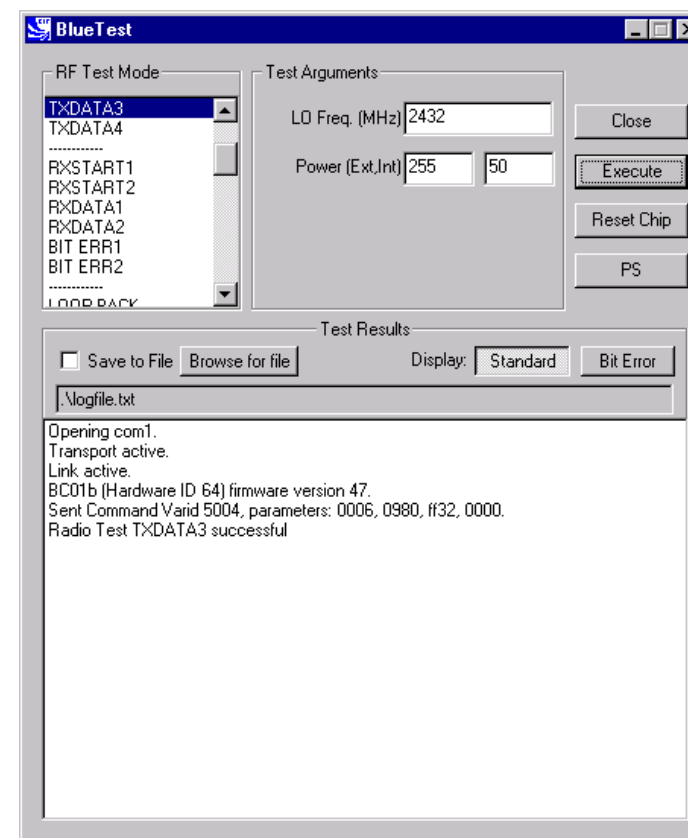 BlueTest
RF Test Mode
TXDATA3
TXDATA4
------------
RXSTART1
RXSTART2
RXDATA1
RXDATA2
BIT ERR1
BIT ERR2
------------
LOOP BACK
Test Arguments
LO Freq. (MHz) 2432
Power (Ext,Int) 255 50
Close
Execute
Reset Chip
PS
Test Results
Save to File Browse for file Display: Standard Bit Error
.\logfile.txt
Opening com1.
Transport active.
Link active.
BC01b (Hardware ID 64) firmware version 47.
Sent Command Varid 5004, parameters: 0006, 0980, ff32, 0000.
Radio Test TXDATA3 successful